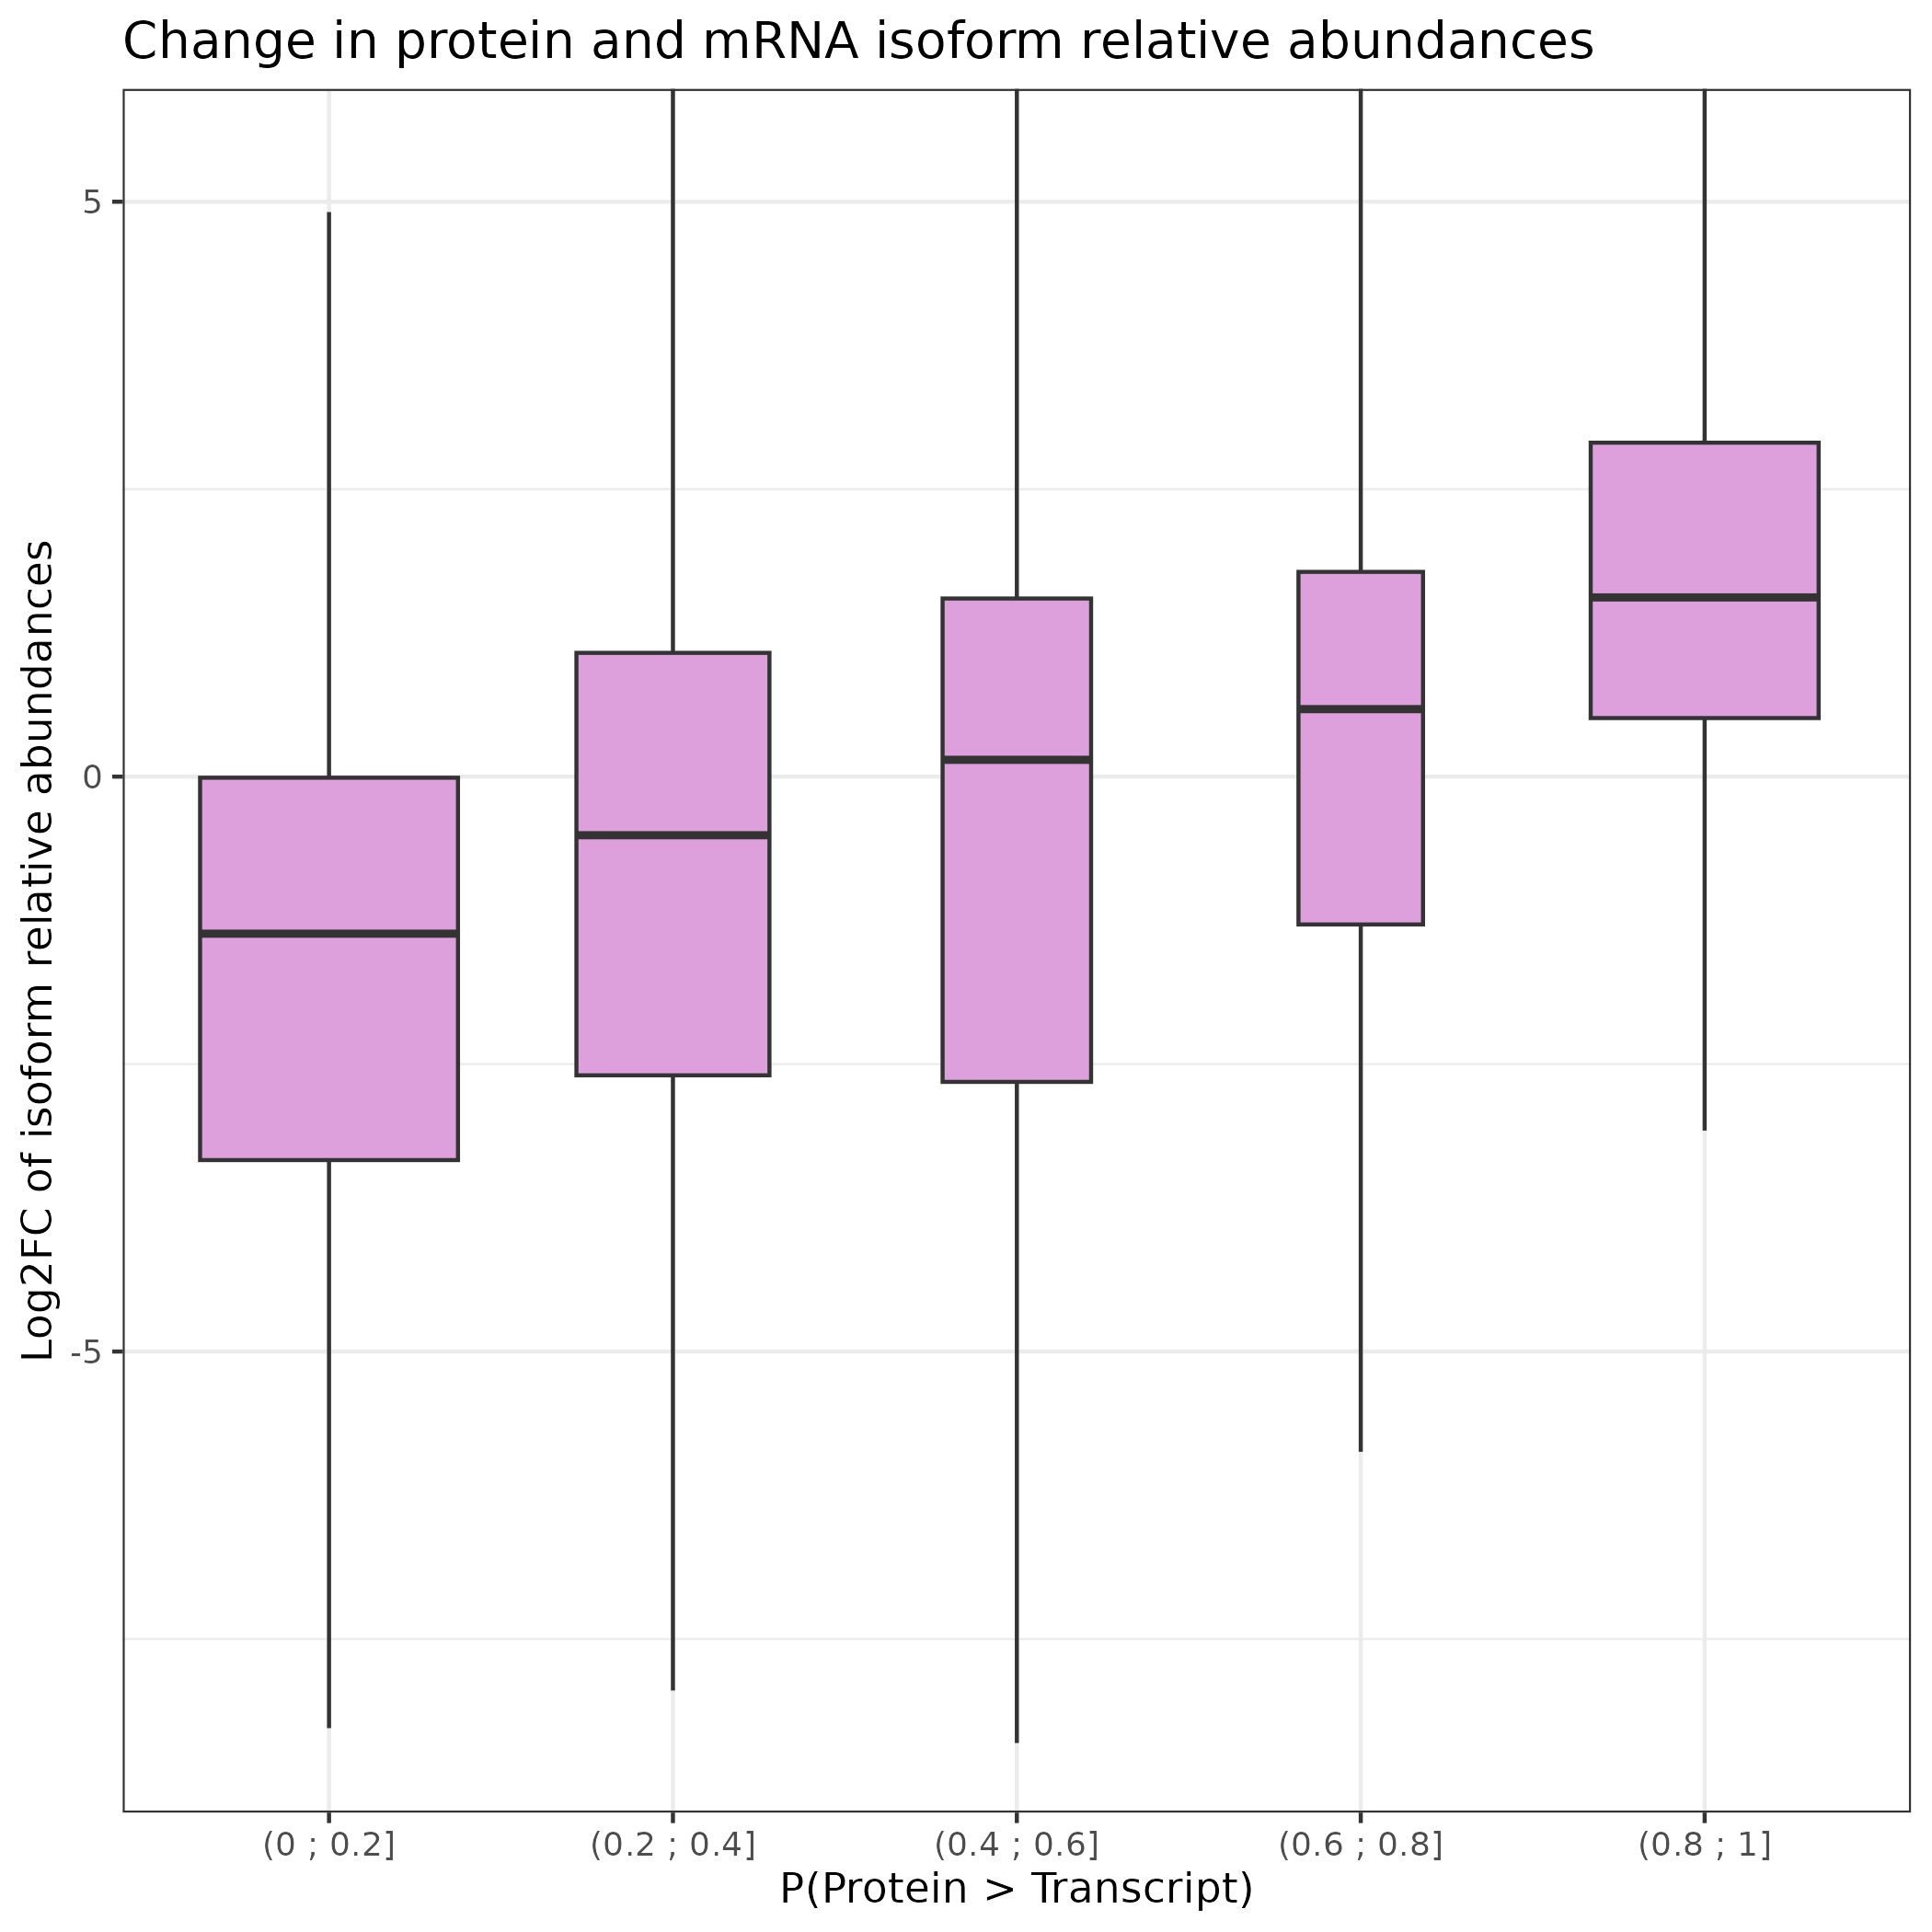 Change in protein and mRNA isoform relative abundances
Log2FC of isoform relative abundances
5
0
-5
(0 ; 0.2]
(0.2 ; 0.4]
(0.4 ; 0.6]
(0.6 ; 0.8]
(0.8 ; 1]
P(Protein > Transcript)